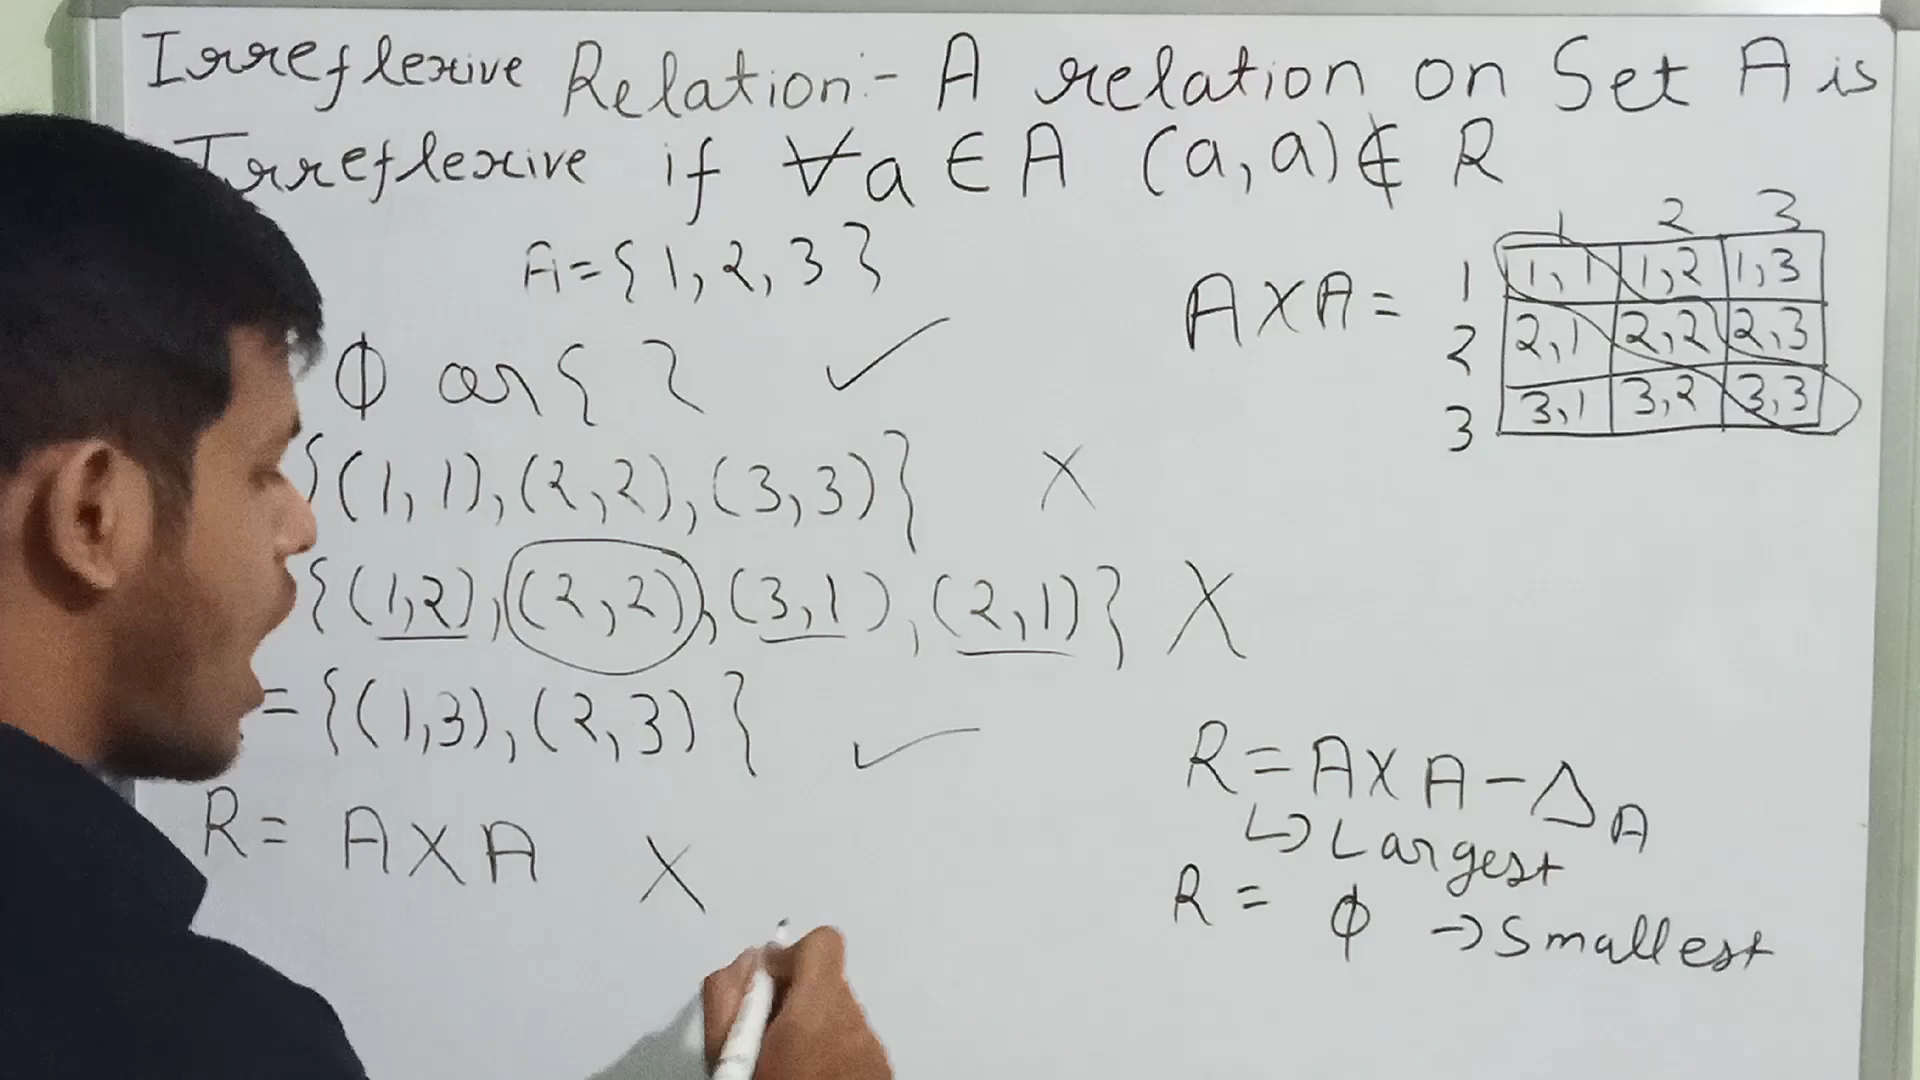 Irreflexive Relation:- A relation on Set A is
Irreflexive if ∀a ∈ A (a,a) ∉ R
A={1,2,3}
A×A=
1 2 3
1 1,1 1,2 1,3
2 2,1 2,2 2,3
3 3,1 3,2 3,3
ϕ or { }
{(1,1),(2,2),(3,3)} X
{(1,2),(2,2),(3,1),(2,1)} X
={(1,3),(2,3)} ✓
R= A×A X
R=A×A-Δ_A
↳ Largest
R= ϕ → Smallest